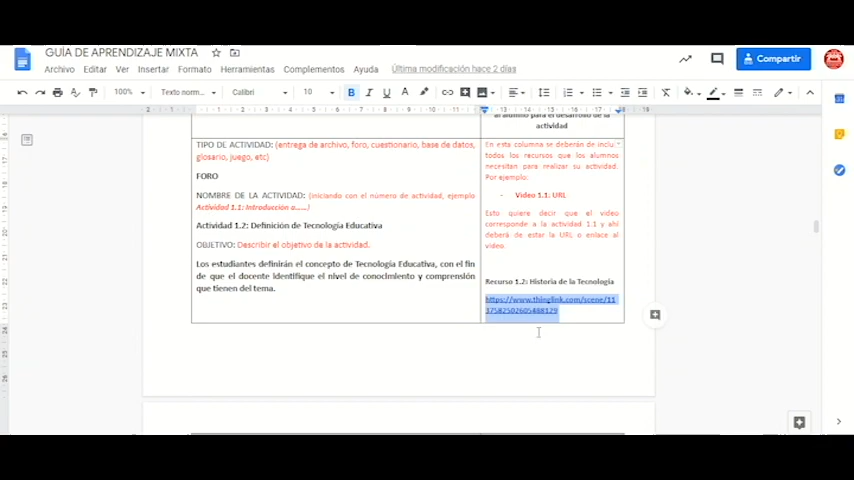 GUÍA DE APRENDIZAJE MIXTA
Archivo Editar Ver Insertar Formato Herramientas Complementos Ayuda Última modificación hace 2 días
Compartir
100% Texto norm... Calibri 10
al alumno para el desarrollo de la
actividad
TIPO DE ACTIVIDAD: (entrega de archivo, foro, cuestionario, base de datos,
glosario, juego, etc)
FORO
NOMBRE DE LA ACTIVIDAD: (iniciando con el número de actividad, ejemplo
Actividad 1.1: Introducción a......)
Actividad 1.2: Definición de Tecnología Educativa
OBJETIVO: Describir el objetivo de la actividad.
Los estudiantes definirán el concepto de Tecnología Educativa, con el fin
de que el docente identifique el nivel de conocimiento y comprensión
que tienen del tema.
En esta columna se deberán de incluir
todos los recursos que los alumnos
necesitan para realizar su actividad.
Por ejemplo:
- Video 1.1: URL
Esto quiere decir que el video
corresponde a la actividad 1.1 y ahí
deberá de estar la URL o enlace al
video.
Recurso 1.2: Historia de la Tecnología
https://www.thinglink.com/scene/11
37582502605488129